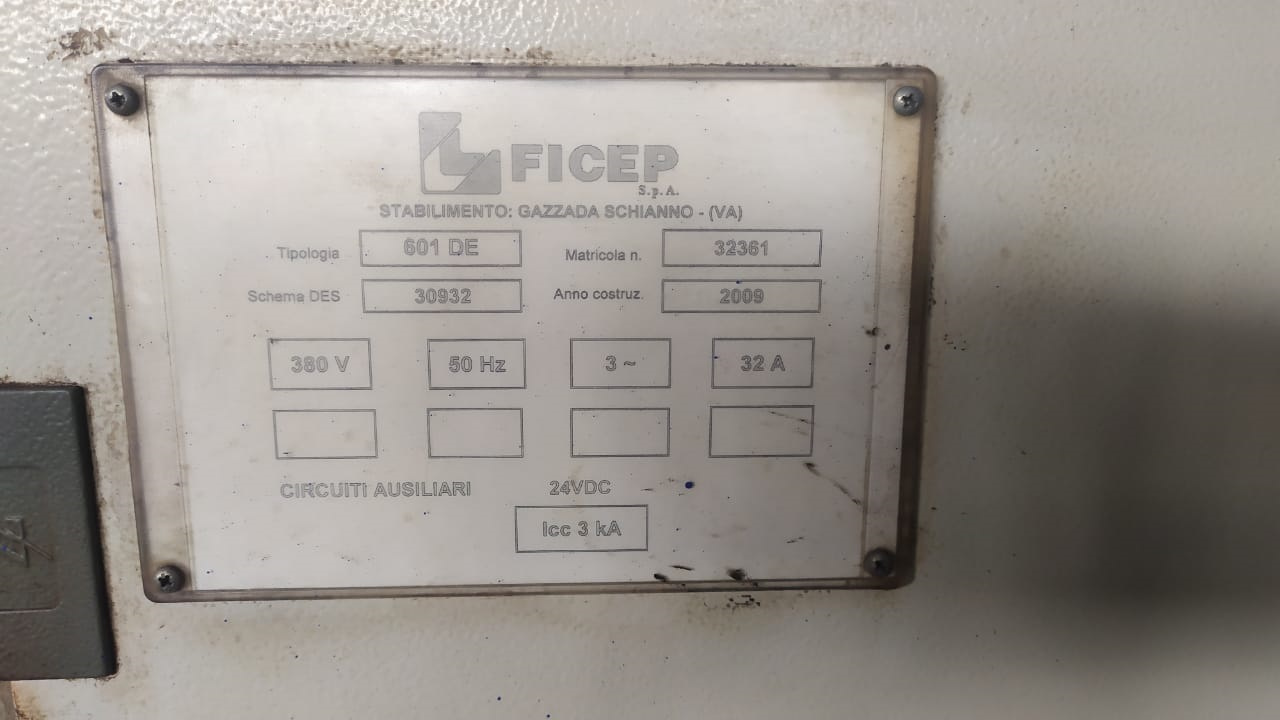 FICEP
S.p.A.
STABILIMENTO: GAZZADA SCHIANNO - (VA)
Tipologia 601 DE Matricola n. 32361
Schema DES 30932 Anno costruz. 2009
380 V 50 Hz 3 ~ 32 A
CIRCUITI AUSILIARI 24VDC
Icc 3 kA